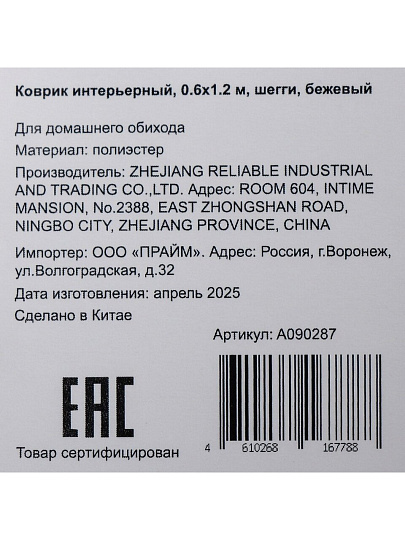 Коврик интерьерный, 0.6х1.2 м, шегги, бежевый
Для домашнего обихода
Материал: полиэстер
Производитель: ZHEJIANG RELIABLE INDUSTRIAL
AND TRADING CO.,LTD. Адрес: ROOM 604, INTIME
MANSION, No.2388, EAST ZHONGSHAN ROAD,
NINGBO CITY, ZHEJIANG PROVINCE, CHINA
Импортер: ООО «ПРАЙМ». Адрес: Россия, г.Воронеж,
ул.Волгоградская, д.32
Дата изготовления: апрель 2025
Сделано в Китае
Артикул: A090287
EAC
Товар сертифицирован
4 610268 167788